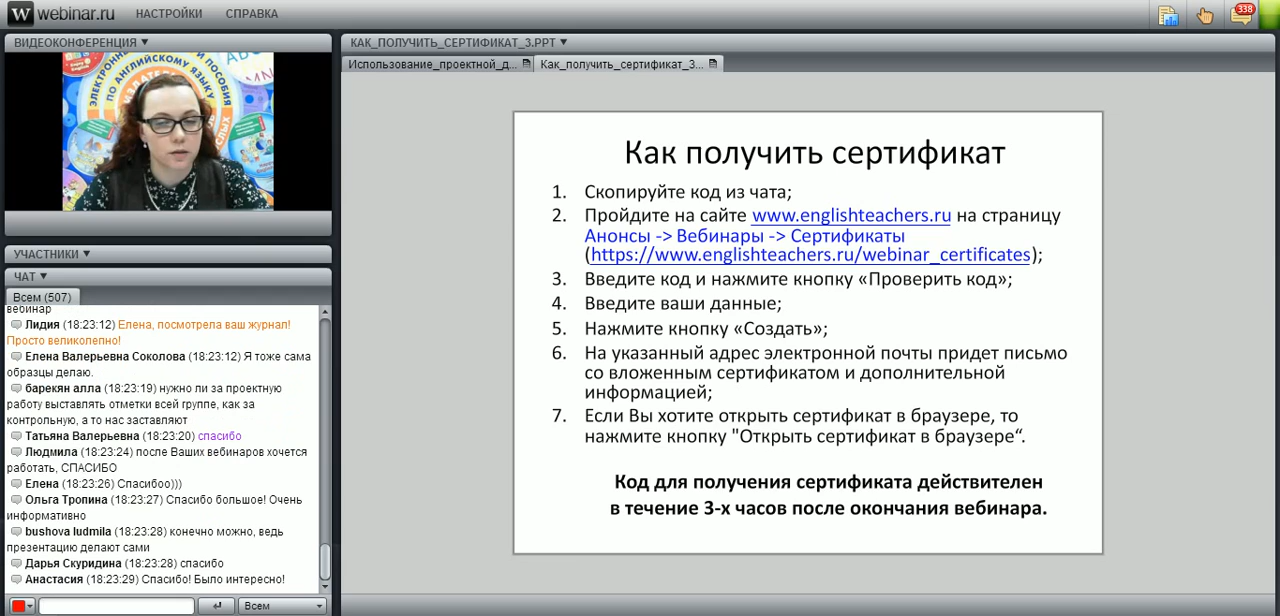 webinar.ru НАСТРОЙКИ СПРАВКА 338
ВИДЕОКОНФЕРЕНЦИЯ
ЭЛЕКТРОННЫЕ
И ПОСОБИЯ
ПО АНГЛИЙСКОМУ ЯЗЫКУ
УЧАСТНИКИ
ЧАТ
Всем (507)
вебинар
Лидия (18:23:12) Елена, посмотрела ваш журнал!
Просто великолепно!
Елена Валерьевна Соколова (18:23:12) Я тоже сама
образцы делаю.
барекян алла (18:23:19) нужно ли за проектную
работу выставлять отметки всей группе, как за
контрольную, а то нас заставляют
Татьяна Валерьевна (18:23:20) спасибо
Людмила (18:23:24) после Ваших вебинаров хочется
работать, СПАСИБО
Елена (18:23:26) Спасибоо)))
Ольга Тропина (18:23:27) Спасибо большое! Очень
информативно
bushova ludmila (18:23:28) конечно можно, ведь
презентацию делают сами
Дарья Скуридина (18:23:28) спасибо
Анастасия (18:23:29) Спасибо! Было интересно!
Всем
КАК_ПОЛУЧИТЬ_СЕРТИФИКАТ_3.PPT
Использование_проектной_д... Как_получить_сертификат_3...
Как получить сертификат
1. Скопируйте код из чата;
2. Пройдите на сайте www.englishteachers.ru на страницу
Анонсы -> Вебинары -> Сертификаты
(https://www.englishteachers.ru/webinar_certificates);
3. Введите код и нажмите кнопку «Проверить код»;
4. Введите ваши данные;
5. Нажмите кнопку «Создать»;
6. На указанный адрес электронной почты придет письмо
со вложенным сертификатом и дополнительной
информацией;
7. Если Вы хотите открыть сертификат в браузере, то
нажмите кнопку "Открыть сертификат в браузере“.
Код для получения сертификата действителен
в течение 3-х часов после окончания вебинара.